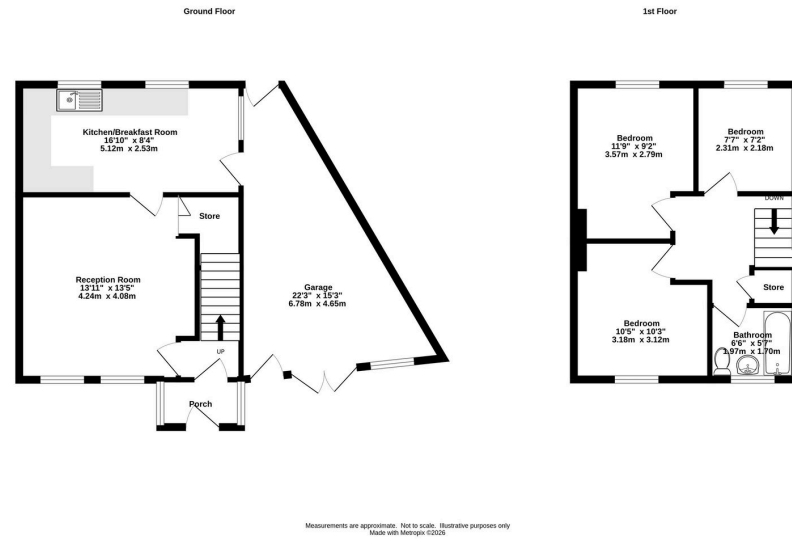 Ground Floor
1st Floor
Kitchen/Breakfast Room
16'10" x 8'4"
5.12m x 2.53m
Store
Reception Room
13'11" x 13'5"
4.24m x 4.08m
UP
Porch
Garage
22'3" x 15'3"
6.78m x 4.65m
Bedroom
11'9" x 9'2"
3.57m x 2.79m
Bedroom
7'7" x 7'2"
2.31m x 2.18m
DOWN
Store
Bedroom
10'5" x 10'3"
3.18m x 3.12m
Bathroom
6'6" x 5'7"
1.97m x 1.70m
Measurements are approximate. Not to scale. Illustrative purposes only
Made with Metropix ©2026